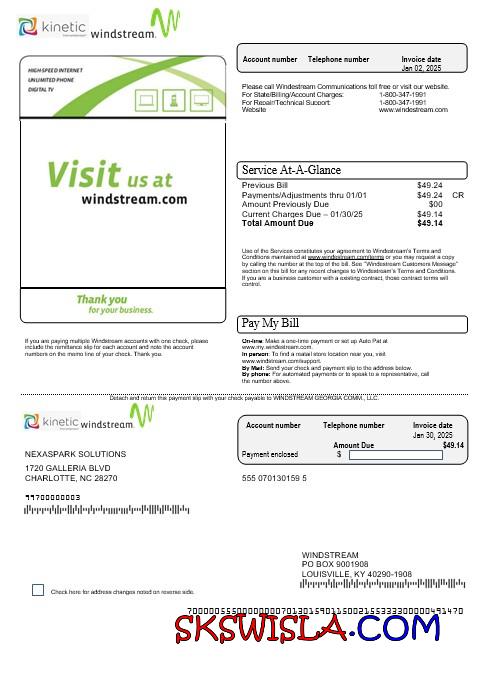 kinetic windstream.
HIGH-SPEED INTERNET
UNLIMITED PHONE
DIGITAL TV
Visit us at
windstream.com
Thank you
for your business.
If you are paying multiple Windstream accounts with one check, please
include the remittance slip for each account and note the account
numbers on the memo line of your check. Thank you.
Account number Telephone number Invoice date
Jan 02, 2025
Please call Windstream Communications toll free or visit our website.
For State/Billing/Account Charges: 1-800-347-1991
For Repair/Technical Support: 1-800-347-1991
Website www.windstream.com
Service At-A-Glance
Previous Bill $49.24
Payments/Adjustments thru 01/01 $49.24 CR
Amount Previously Due $00
Current Charges Due – 01/30/25 $49.14
Total Amount Due $49.14
Use of the Services constitutes your agreement to Windstream's Terms and
Conditions maintained at www.windstream.com/terms or you may request a copy
by calling the number at the top of the bill. See "Windstream Customers Message"
section on this bill for any recent changes to Windstream's Terms and Conditions.
If you are a business customer with a existing contract, those contract terms will
control.
Pay My Bill
On-line: Make a one-time payment or set up Auto Pat at
www.my.windstream.com.
In person: To find a matail store location near you, visit
www.windstream.com/support.
By Mail: Send your check and payment slip to the address below.
By phone: For automated payments or to speak to a representative, call
the number above.
Detach and return this payment slip with your check payable to WINDSTREAM GEORGIA COMM., LLC.
kinetic windstream.
Account number Telephone number Invoice date
Jan 30, 2025
Amount Due $49.14
Payment enclosed $
NEXASPARK SOLUTIONS
1720 GALLERIA BLVD
CHARLOTTE, NC 28270
555 070130159 5
99700000003
WINDSTREAM
PO BOX 9001908
LOUISVILLE, KY 40290-1908
Check here for address changes noted on reverse side.
SKSWISLA.COM